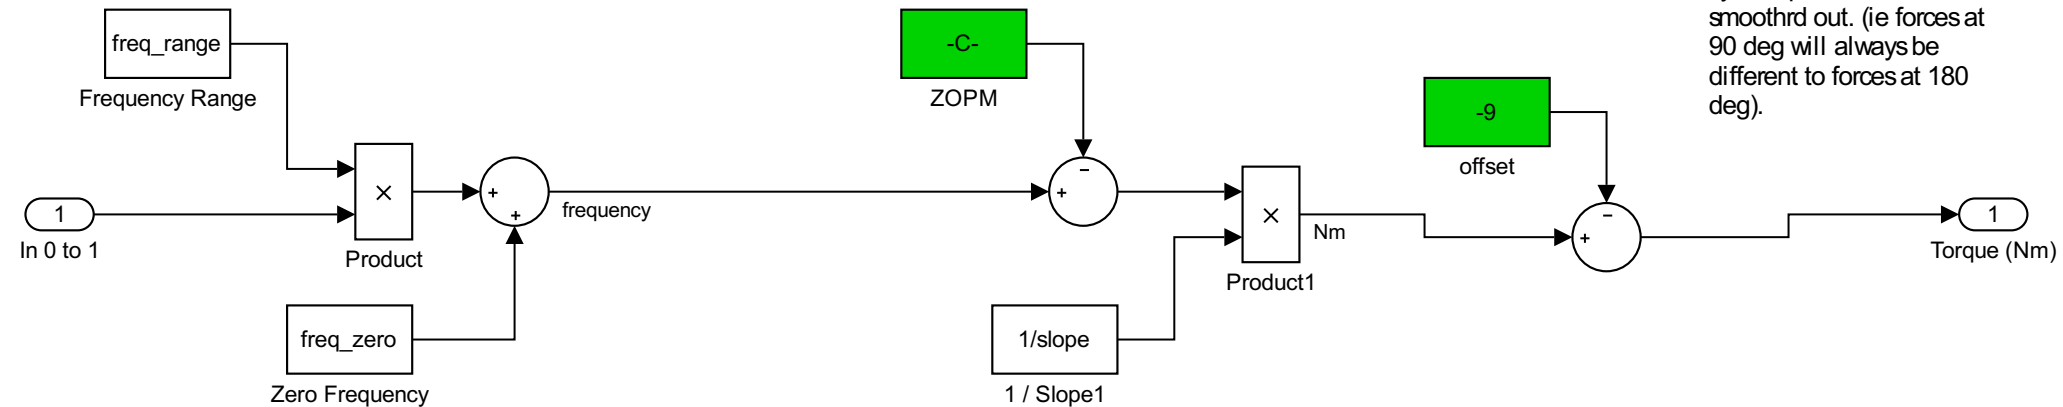 freq_range
Frequency Range
-C-
ZOPM
smoothrd out. (ie forces at
90 deg will always be
different to forces at 180
deg).
-9
offset
1
In 0 to 1
×
Product
+
+
frequency
+
−
×
Product1
Nm
+
−
1
Torque (Nm)
freq_zero
Zero Frequency
1/slope
1 / Slope1